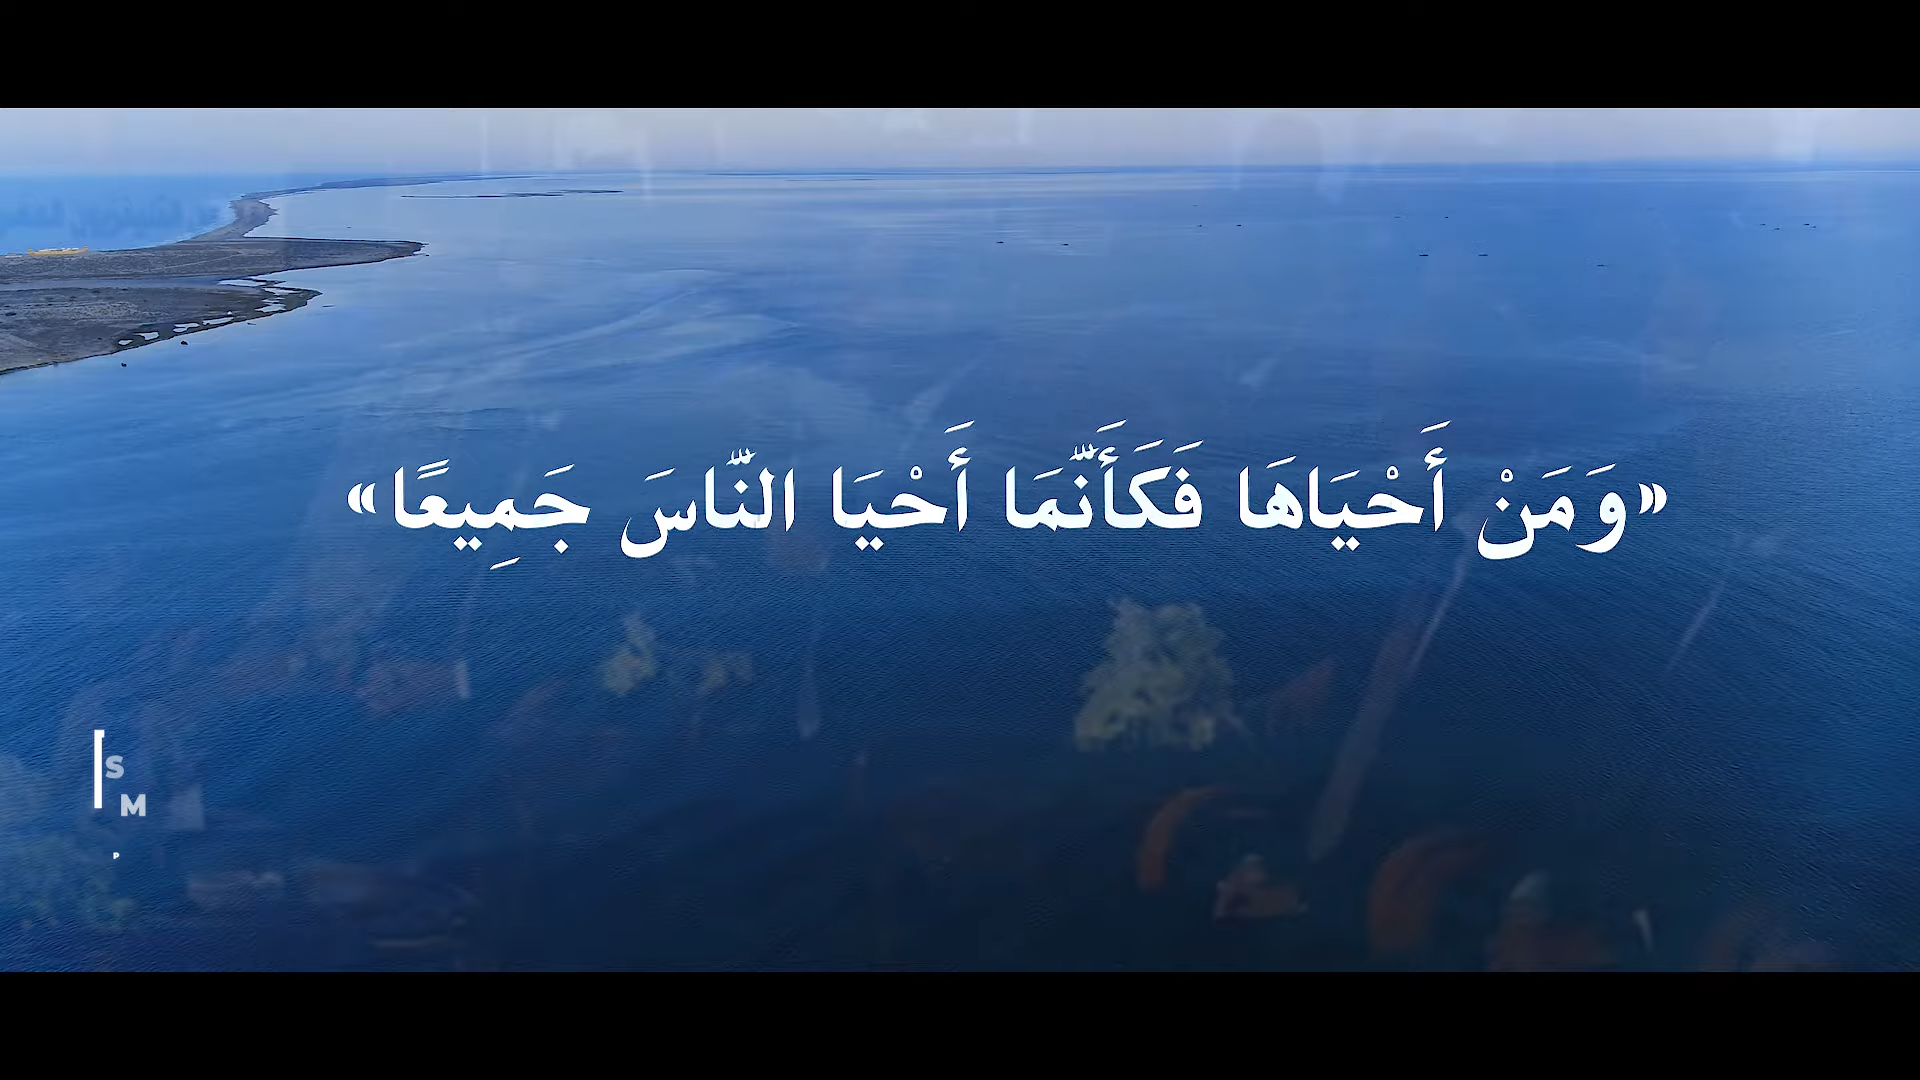 «وَمَنْ أَحْيَاهَا فَكَأَنَّمَا أَحْيَا النَّاسَ جَمِيعًا»
S
M
P